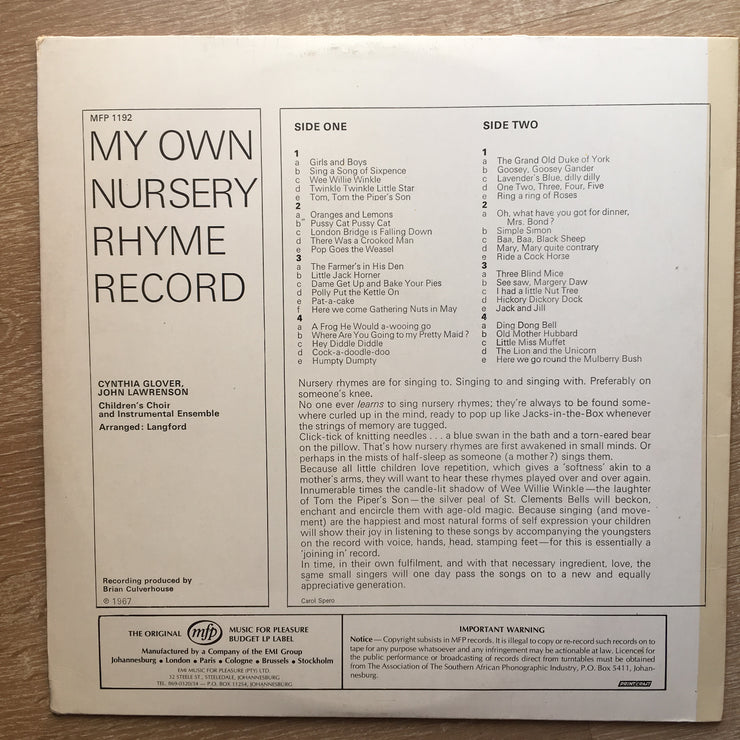 MFP 1192
MY OWN
NURSERY
RHYME
RECORD
CYNTHIA GLOVER,
JOHN LAWRENSON
Children's Choir
and Instrumental Ensemble
Arranged: Langford
Recording produced by
Brian Culverhouse
℗ 1967
SIDE ONE
1
a Girls and Boys
b Sing a Song of Sixpence
c Wee Willie Winkle
d Twinkle Twinkle Little Star
e Tom, Tom the Piper's Son
2
a Oranges and Lemons
b Pussy Cat Pussy Cat
c London Bridge is Falling Down
d There Was a Crooked Man
e Pop Goes the Weasel
3
a The Farmer's in His Den
b Little Jack Horner
c Dame Get Up and Bake Your Pies
d Polly Put the Kettle On
e Pat-a-cake
f Here we come Gathering Nuts in May
4
a A Frog He Would A-wooing go
b Where Are You Going to my Pretty Maid?
c Hey Diddle Diddle
d Cock-a-doodle-doo
e Humpty Dumpty
SIDE TWO
1
a The Grand Old Duke of York
b Goosey, Goosey Gander
c Lavender's Blue, dilly dilly
d One Two, Three, Four, Five
e Ring a ring of Roses
2
a Oh, what have you got for dinner,
Mrs. Bond?
b Simple Simon
c Baa, Baa, Black Sheep
d Mary, Mary quite contrary
e Ride a Cock Horse
3
a Three Blind Mice
b See saw, Margery Daw
c I had a little Nut Tree
d Hickory Dickory Dock
e Jack and Jill
4
a Ding Dong Bell
b Old Mother Hubbard
c Little Miss Muffet
d The Lion and the Unicorn
e Here we go round the Mulberry Bush
Nursery rhymes are for singing to. Singing to and singing with. Preferably on
someone's knee.
No one ever learns to sing nursery rhymes; they're always to be found some-
where curled up in the mind, ready to pop up like Jacks-in-the-Box whenever
the strings of memory are tugged.
Click-tick of knitting needles . . . a blue swan in the bath and a torn-eared bear
on the pillow. That's how nursery rhymes are first awakened in small minds. Or
perhaps in the mists of half-sleep as someone (a mother?) sings them.
Because all little children love repetition, which gives a 'softness' akin to a
mother's arms, they will want to hear these rhymes played over and over again.
Innumerable times the candle-lit shadow of Wee Willie Winkle—the laughter
of Tom the Piper's Son—the silver peal of St. Clements Bells will beckon,
enchant and encircle them with age-old magic. Because singing (and move-
ment) are the happiest and most natural forms of self expression your children
will show their joy in listening to these songs by accompanying the youngsters
on the record with voice, hands, head, stamping feet—for this is essentially a
'joining in' record.
In time, in their own fulfilment, and with that necessary ingredient, love, the
same small singers will one day pass the songs on to a new and equally
appreciative generation.
Carol Spero
THE ORIGINAL mfp MUSIC FOR PLEASURE
BUDGET LP LABEL
Manufactured by a Company of the EMI Group
Johannesburg • London • Paris • Cologne • Brussels • Stockholm
EMI MUSIC FOR PLEASURE (PTY) LTD.
32 STEELE ST., STEELEDALE, JOHANNESBURG
TEL. 869-0320/34 — P.O. BOX 11254, JOHANNESBURG
IMPORTANT WARNING
Notice — Copyright subsists in MFP records. It is illegal to copy or re-record such records on to
tape for any purpose whatsoever and any infringement may be actionable at law. Licences for
the public performance or broadcasting of records direct from turntables must be obtained
from The Association of The Southern African Phonographic Industry, P.O. Box 5411, Johan-
nesburg.
PRINT CRAFT